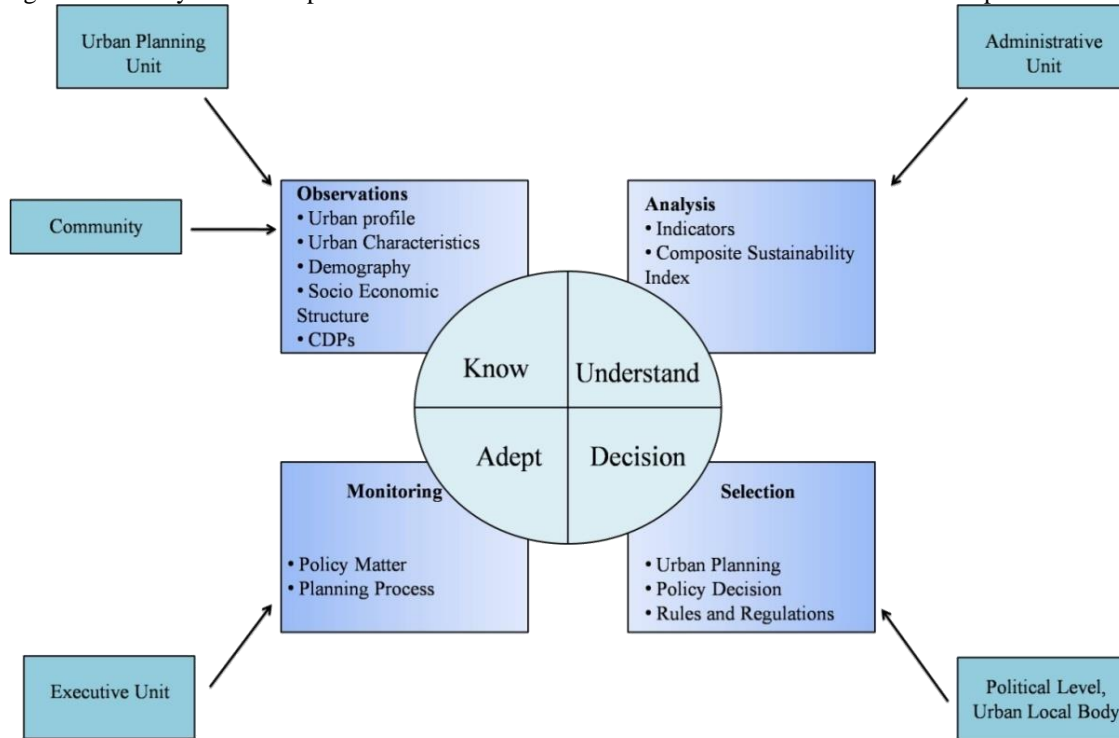 Urban Planning
Unit
Administrative
Unit
Community
Observations
• Urban profile
• Urban Characteristics
• Demography
• Socio Economic
Structure
• CDPs
Analysis
• Indicators
• Composite Sustainability
Index
Know
Understand
Adept
Decision
Monitoring
• Policy Matter
• Planning Process
Selection
• Urban Planning
• Policy Decision
• Rules and Regulations
Executive Unit
Political Level,
Urban Local Body